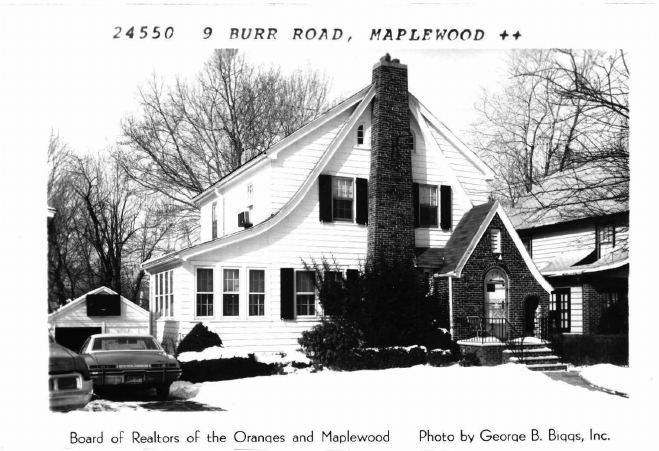 24550 9 BURR ROAD, MAPLEWOOD ++
Board of Realtors of the Oranges and Maplewood Photo by George B. Biggs, Inc.